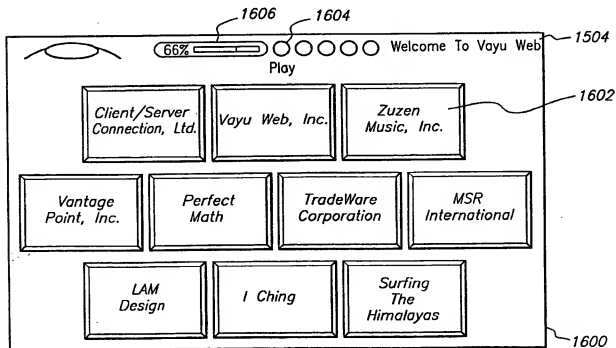 1606
1604
66%
Welcome To Vayu Web
1504
Play
Client/Server
Connection, Ltd.
Vayu Web, Inc.
Zuzen
Music, Inc.
1602
Vantage
Point, Inc.
Perfect
Math
TradeWare
Corporation
MSR
International
LAM
Design
I Ching
Surfing
The
Himalayas
1600